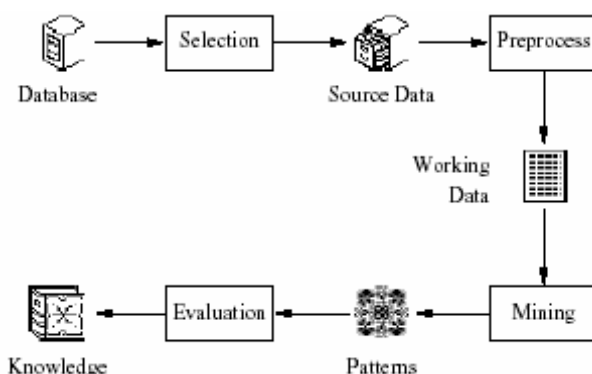 Selection
Preprocess
Database
Source Data
Working
Data
Evaluation
Mining
Knowledge
Patterns